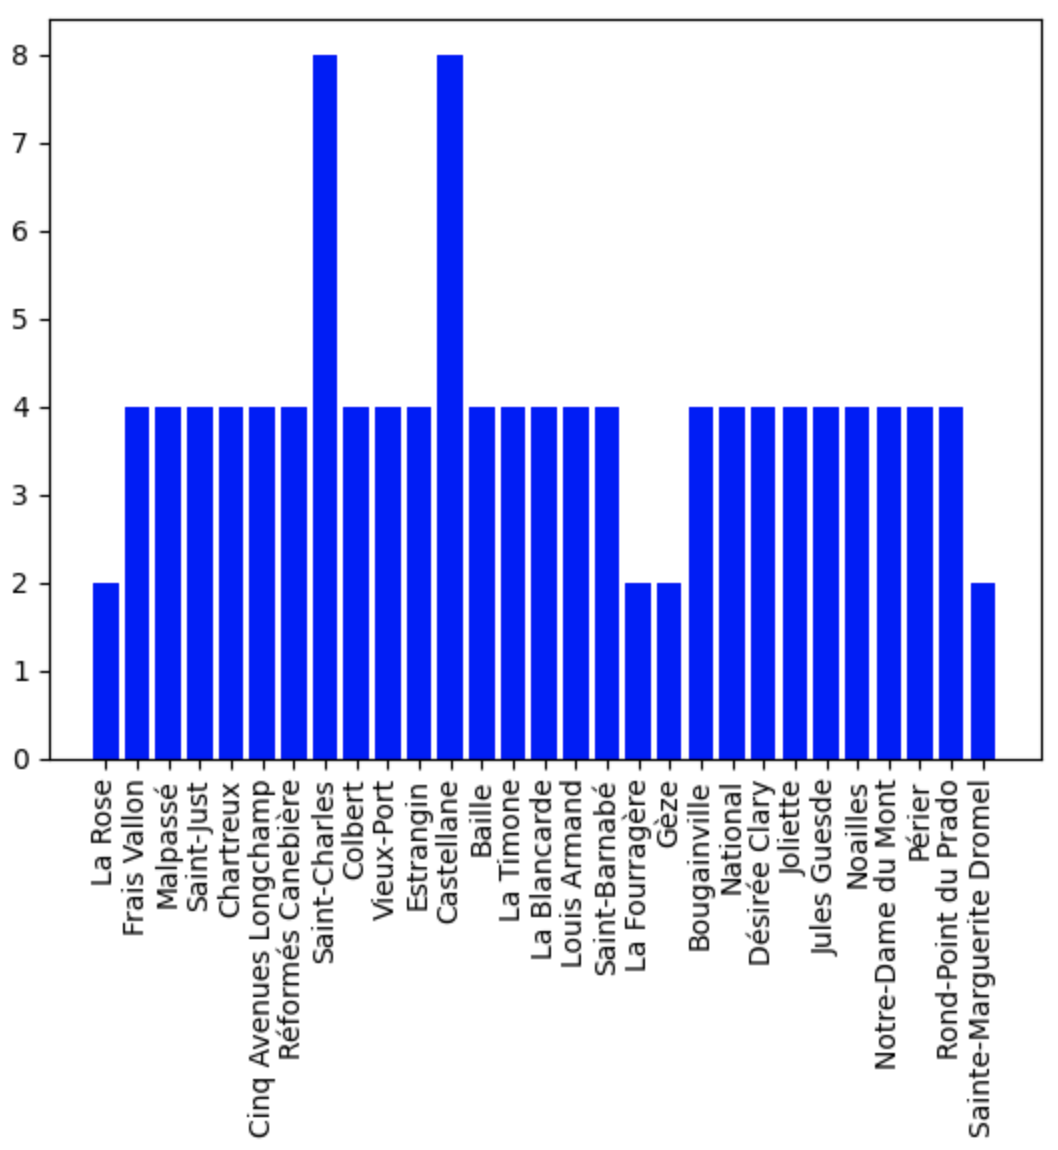 8
7
6
5
4
3
2
1
0
La Rose
Frais Vallon
Malpassé
Saint-Just
Chartreux
Cinq Avenues Longchamp
Réformés Canebière
Saint-Charles
Colbert
Vieux-Port
Estrangin
Castellane
Baille
La Timone
La Blancarde
Louis Armand
Saint-Barnabé
La Fourragère
Gèze
Bougainville
National
Désirée Clary
Joliette
Jules Guesde
Noailles
Notre-Dame du Mont
Périer
Rond-Point du Prado
Sainte-Marguerite Dromel